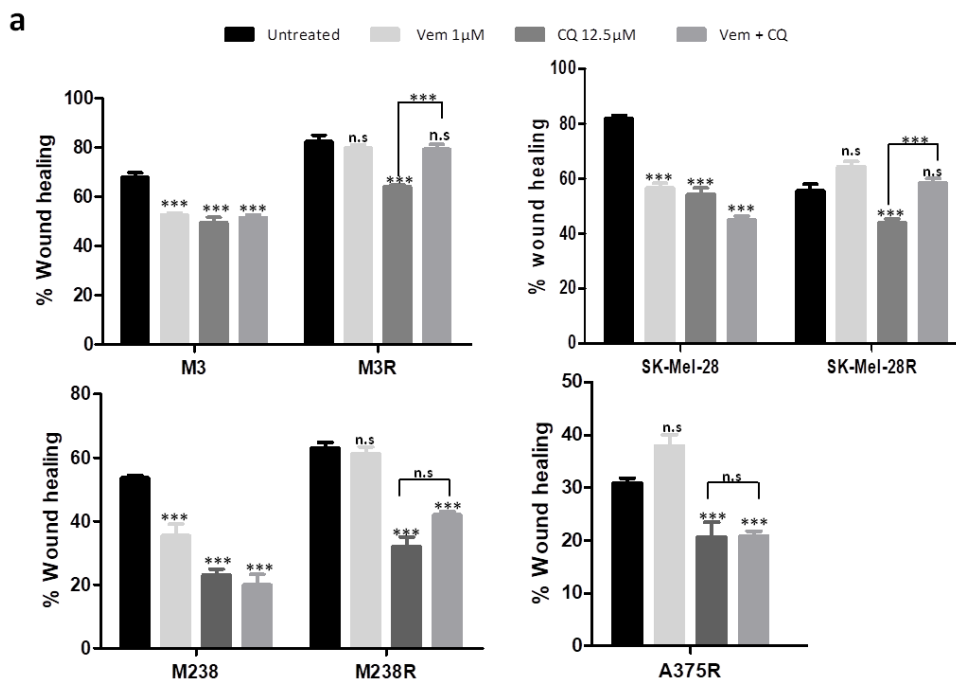 a
Untreated Vem 1µM CQ 12.5µM Vem + CQ
% Wound healing
100
80
60
40
20
0
*** *** ***
n.s *** n.s
***
M3 M3R
% wound healing
100
80
60
40
20
0
*** *** ***
n.s *** n.s
***
SK-Mel-28 SK-Mel-28R
% Wound healing
80
60
40
20
0
*** *** ***
n.s *** ***
n.s
M238 M238R
% Wound healing
50
40
30
20
10
0
n.s *** ***
n.s
A375R